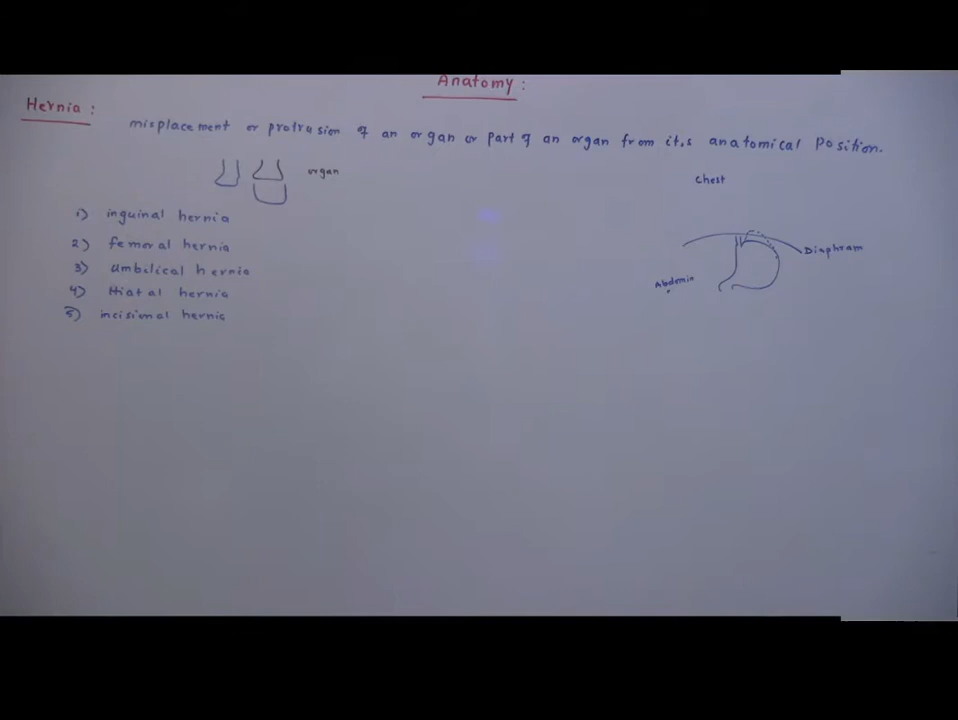 Anatomy :
Hernia :
misplacement or protrusion of an organ or part of an organ from it,s anatomical Position.
organ
Chest
1) inguinal hernia
2) femoral hernia
3) umbilical hernia
4) Hiatal hernia
5) incisional hernia
Diaphram
Abdomin